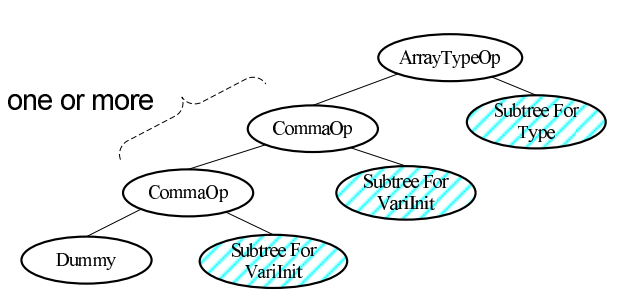 ArrayTypeOp
one or more
Subtree For
Type
CommaOp
CommaOp
Subtree For
VariInit
Dummy
Subtree For
VariInit